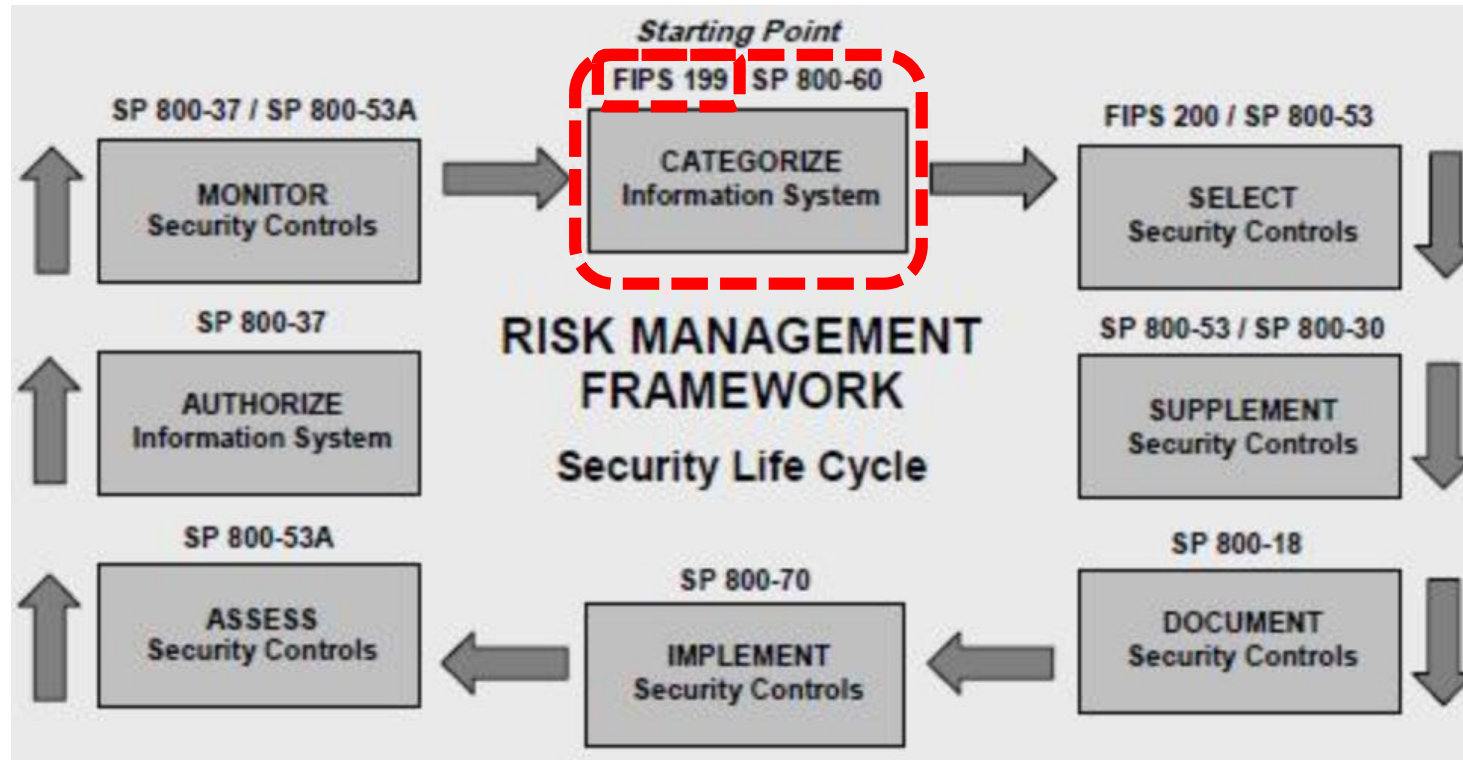 Starting Point
FIPS 199 SP 800-60
CATEGORIZE
Information System
FIPS 200 / SP 800-53
SELECT
Security Controls
SP 800-53 / SP 800-30
SUPPLEMENT
Security Controls
SP 800-18
DOCUMENT
Security Controls
SP 800-70
IMPLEMENT
Security Controls
SP 800-53A
ASSESS
Security Controls
SP 800-37
AUTHORIZE
Information System
SP 800-37 / SP 800-53A
MONITOR
Security Controls
RISK MANAGEMENT
FRAMEWORK
Security Life Cycle